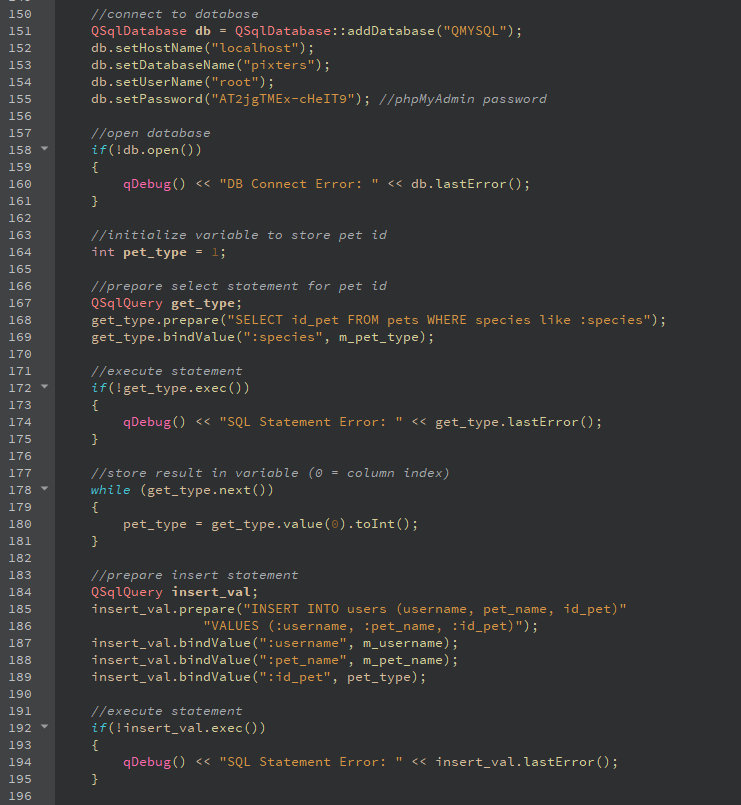 150 //connect to database
151 QSqlDatabase db = QSqlDatabase::addDatabase("QMYSQL");
152 db.setHostName("localhost");
153 db.setDatabaseName("pixters");
154 db.setUserName("root");
155 db.setPassword("AT2jgTMEx-cHeIT9"); //phpMyAdmin password
156
157 //open database
158 if(!db.open())
159 {
160 qDebug() << "DB Connect Error: " << db.lastError();
161 }
162
163 //initialize variable to store pet id
164 int pet_type = 1;
165
166 //prepare select statement for pet id
167 QSqlQuery get_type;
168 get_type.prepare("SELECT id_pet FROM pets WHERE species like :species");
169 get_type.bindValue(":species", m_pet_type);
170
171 //execute statement
172 if(!get_type.exec())
173 {
174 qDebug() << "SQL Statement Error: " << get_type.lastError();
175 }
176
177 //store result in variable (0 = column index)
178 while (get_type.next())
179 {
180 pet_type = get_type.value(0).toInt();
181 }
182
183 //prepare insert statement
184 QSqlQuery insert_val;
185 insert_val.prepare("INSERT INTO users (username, pet_name, id_pet)"
186 "VALUES (:username, :pet_name, :id_pet)");
187 insert_val.bindValue(":username", m_username);
188 insert_val.bindValue(":pet_name", m_pet_name);
189 insert_val.bindValue(":id_pet", pet_type);
190
191 //execute statement
192 if(!insert_val.exec())
193 {
194 qDebug() << "SQL Statement Error: " << insert_val.lastError();
195 }
196